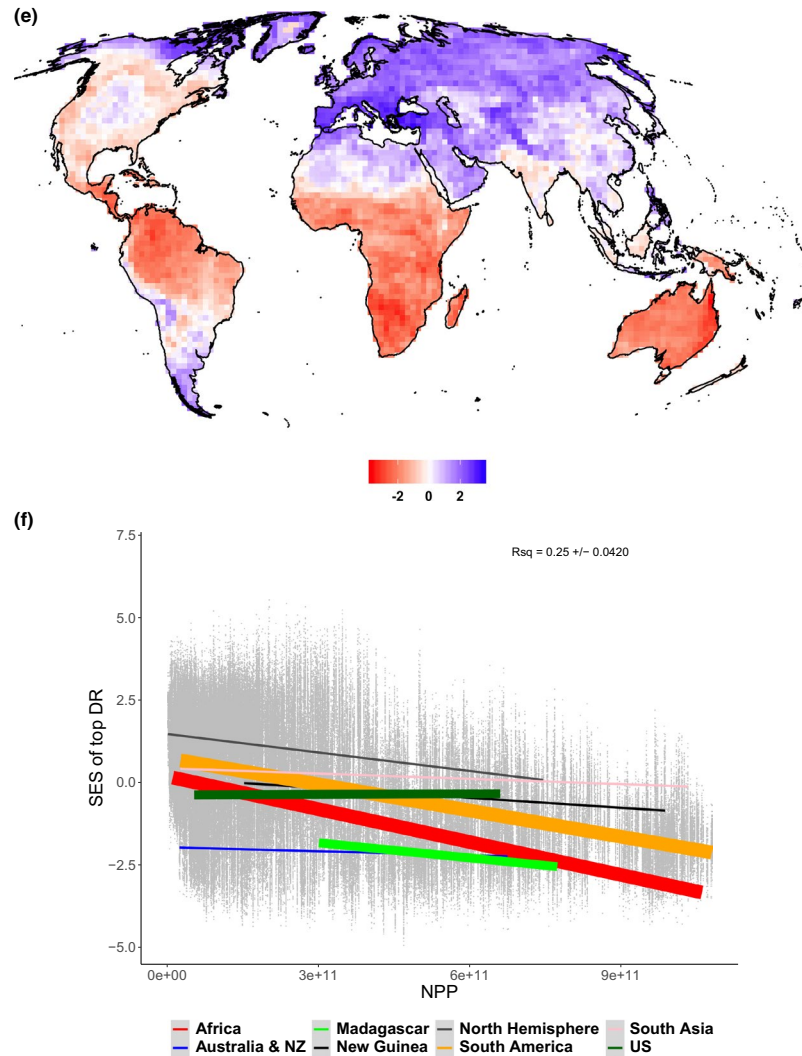 (e)
-2 0 2
(f)
7.5
Rsq = 0.25 +/− 0.0420
5.0
2.5
0.0
−2.5
−5.0
SES of top DR
0e+00 3e+11 6e+11 9e+11
NPP
Africa Madagascar North Hemisphere South Asia
Australia & NZ New Guinea South America US